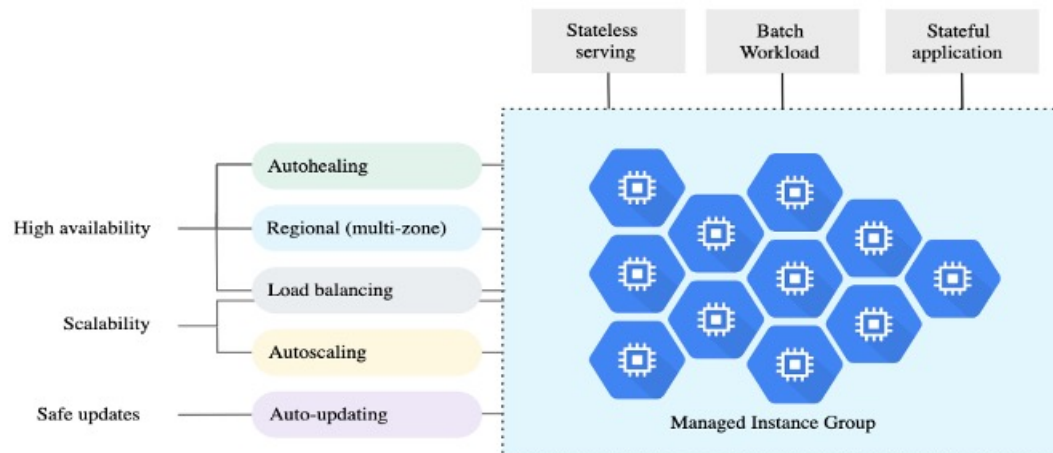 Stateless
serving
Batch
Workload
Stateful
application
Autohealing
High availability
Regional (multi-zone)
Load balancing
Scalability
Autoscaling
Safe updates
Auto-updating
Managed Instance Group